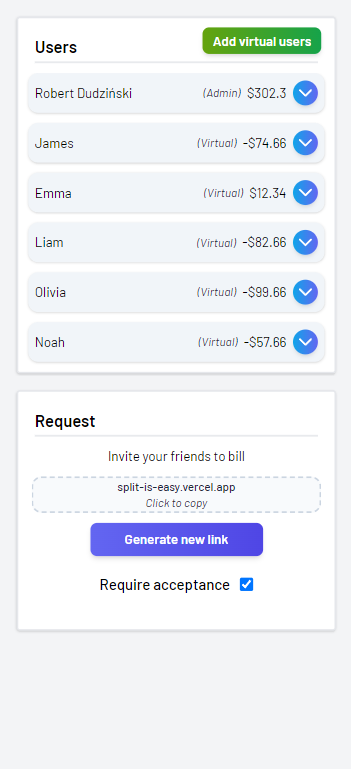 Users
Add virtual users
Robert Dudziński (Admin) $302.3
James (Virtual) -$74.66
Emma (Virtual) $12.34
Liam (Virtual) -$82.66
Olivia (Virtual) -$99.66
Noah (Virtual) -$57.66
Request
Invite your friends to bill
split-is-easy.vercel.app
Click to copy
Generate new link
Require acceptance